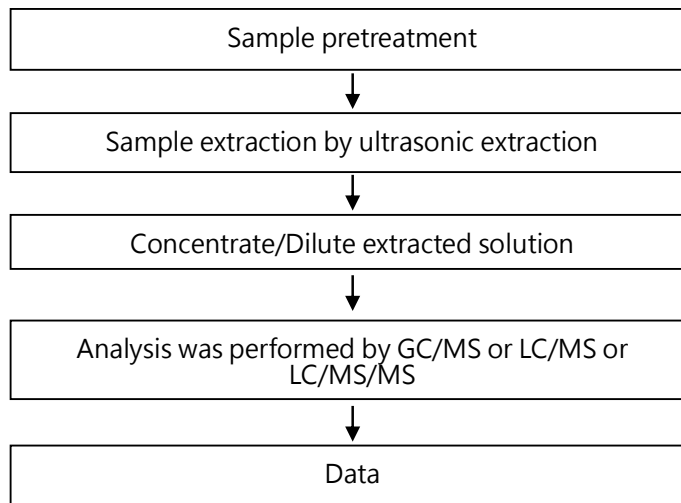 Sample pretreatment
Sample extraction by ultrasonic extraction
Concentrate/Dilute extracted solution
Analysis was performed by GC/MS or LC/MS or
LC/MS/MS
Data